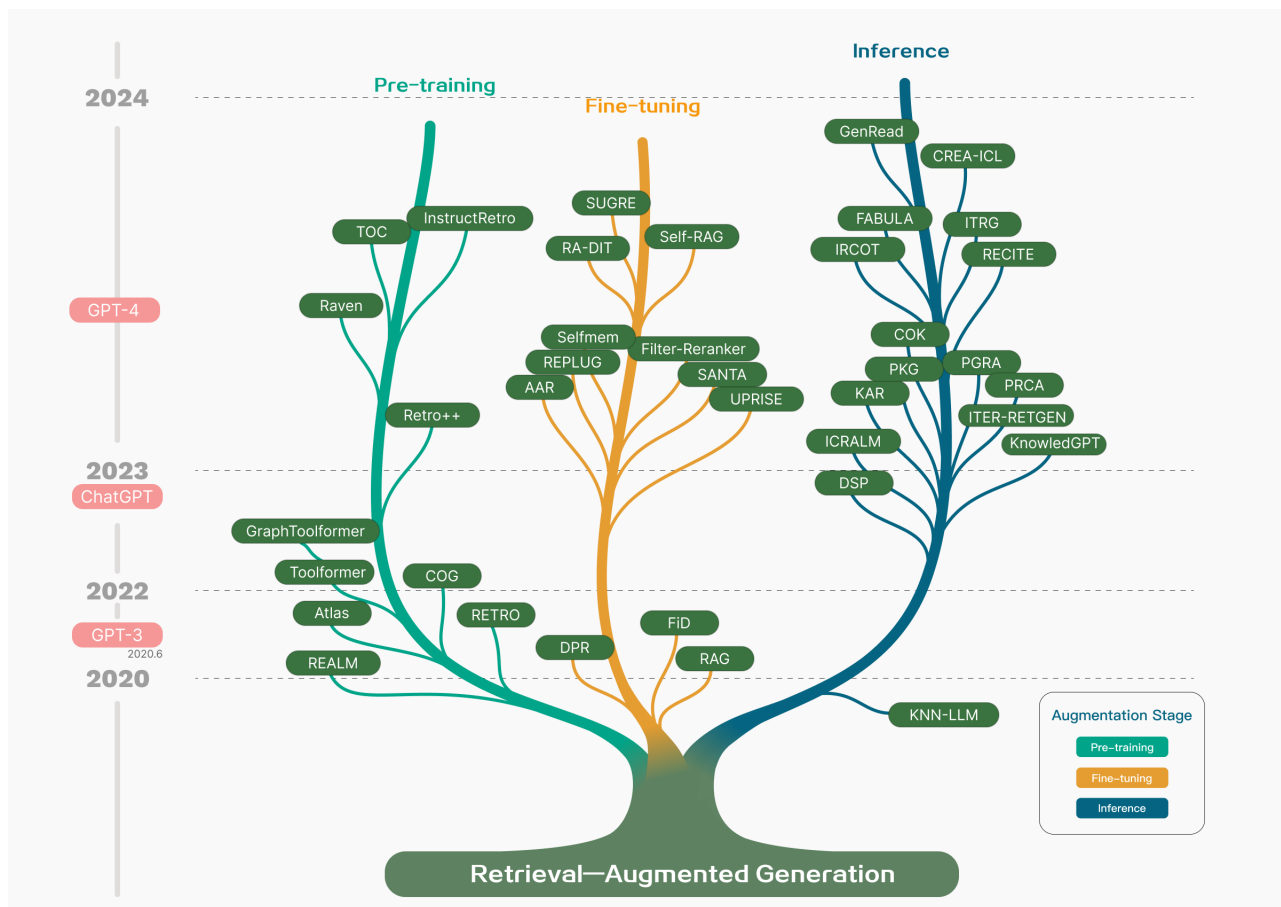 Inference
Pre-training
2024
Fine-tuning
GenRead
CREA-ICL
SUGRE
InstructRetro
FABULA
ITRG
TOC
Self-RAG
RA-DIT
IRCOT
RECITE
Raven
GPT-4
COK
Selfmem
Filter-Reranker
REPLUG
PGRA
PKG
SANTA
AAR
PRCA
KAR
UPRISE
Retro++
ITER-RETGEN
ICRALM
KnowledGPT
2023
DSP
ChatGPT
GraphToolformer
Toolformer
COG
2022
Atlas
RETRO
FiD
GPT-3
2020.6
DPR
RAG
REALM
2020
KNN-LLM
Augmentation Stage
Pre-training
Fine-tuning
Inference
Retrieval—Augmented Generation